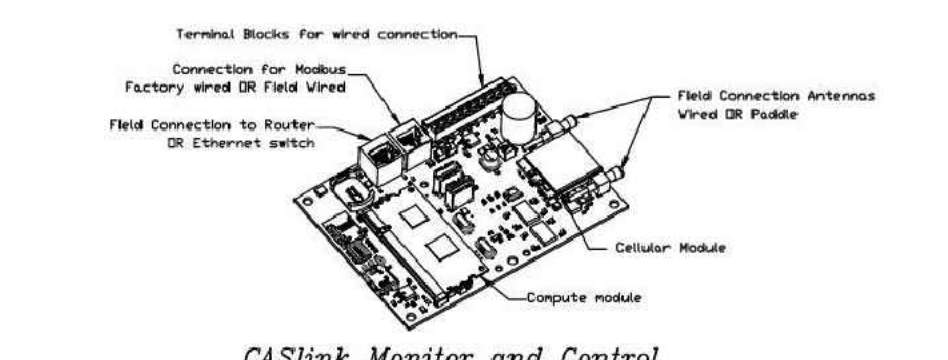 Terminal Blocks for wired connection
Connection for Modbus
Factory wired OR Field Wired
Field Connection to Router
OR Ethernet switch
Field Connection Antennas
Wired OR Paddle
Cellular Module
Compute module
CASlink Monitor and Control